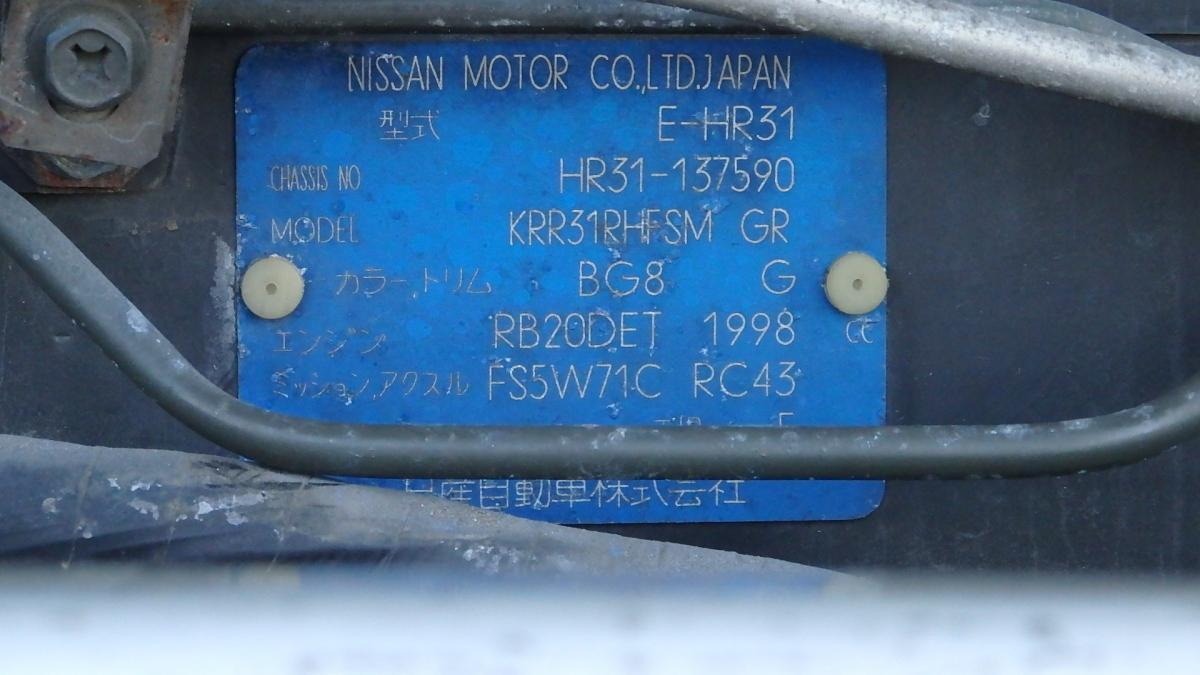 NISSAN MOTOR CO.,LTD.JAPAN
型式 E-HR31
CHASSIS NO HR31-137590
MODEL KRR31RHFSM GR
カラー,トリム BG8 G
エンジン RB20DET 1998 CC
ミッション,アクスル FS5W71C RC43
日産自動車株式会社